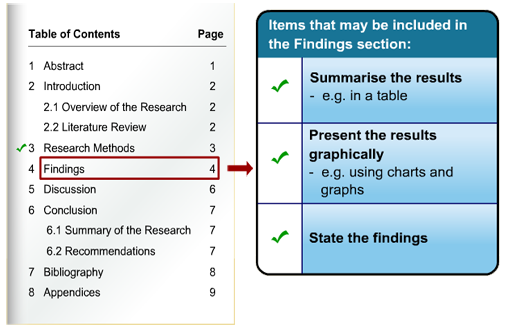 Table of Contents Page
1 Abstract 1
2 Introduction 2
2.1 Overview of the Research 2
2.2 Literature Review 2
3 Research Methods 3
4 Findings 4
5 Discussion 6
6 Conclusion 7
6.1 Summary of the Research 7
6.2 Recommendations 7
7 Bibliography 8
8 Appendices 9
Items that may be included in
the Findings section:
Summarise the results
- e.g. in a table
Present the results
graphically
- e.g. using charts and
graphs
State the findings